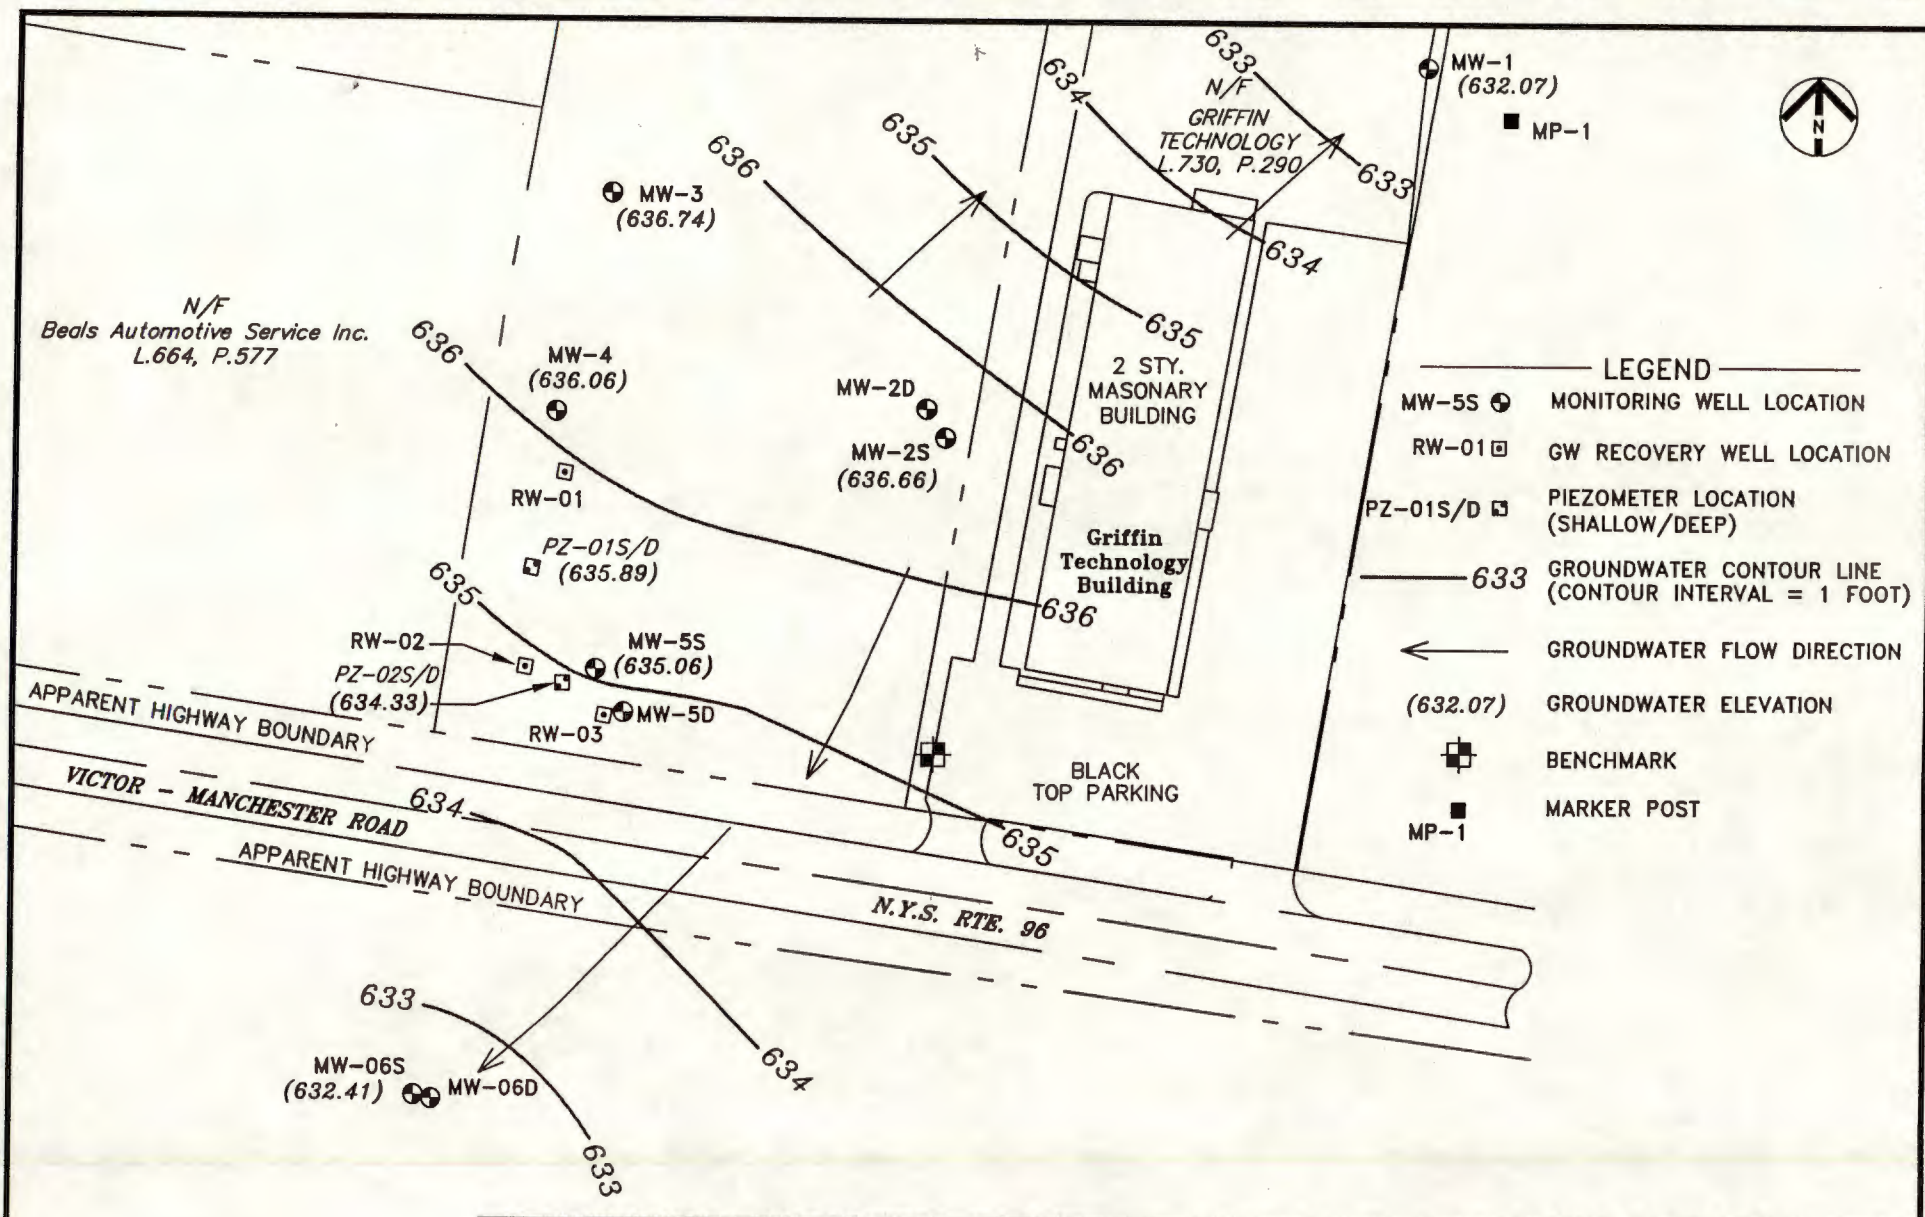 633
634
N/F
GRIFFIN
TECHNOLOGY
L.730, P.290
633
MW-1
(632.07)
MP-1
N
635
636
MW-3
(636.74)
634
635
N/F
Beals Automotive Service Inc.
L.664, P.577
636
MW-4
(636.06)
MW-2D
MW-2S
(636.66)
2 STY.
MASONARY
BUILDING
636
Griffin
Technology
Building
RW-01
PZ-01S/D
(635.89)
635
636
RW-02
MW-5S
(635.06)
PZ-02S/D
(634.33)
MW-5D
RW-03
APPARENT HIGHWAY BOUNDARY
BLACK
TOP PARKING
VICTOR - MANCHESTER ROAD
634
635
APPARENT HIGHWAY BOUNDARY
N.Y.S. RTE. 96
633
634
MW-06S
(632.41)
MW-06D
633
LEGEND
MW-5S MONITORING WELL LOCATION
RW-01 GW RECOVERY WELL LOCATION
PZ-01S/D PIEZOMETER LOCATION
(SHALLOW/DEEP)
633 GROUNDWATER CONTOUR LINE
(CONTOUR INTERVAL = 1 FOOT)
GROUNDWATER FLOW DIRECTION
(632.07) GROUNDWATER ELEVATION
BENCHMARK
MARKER POST
MP-1